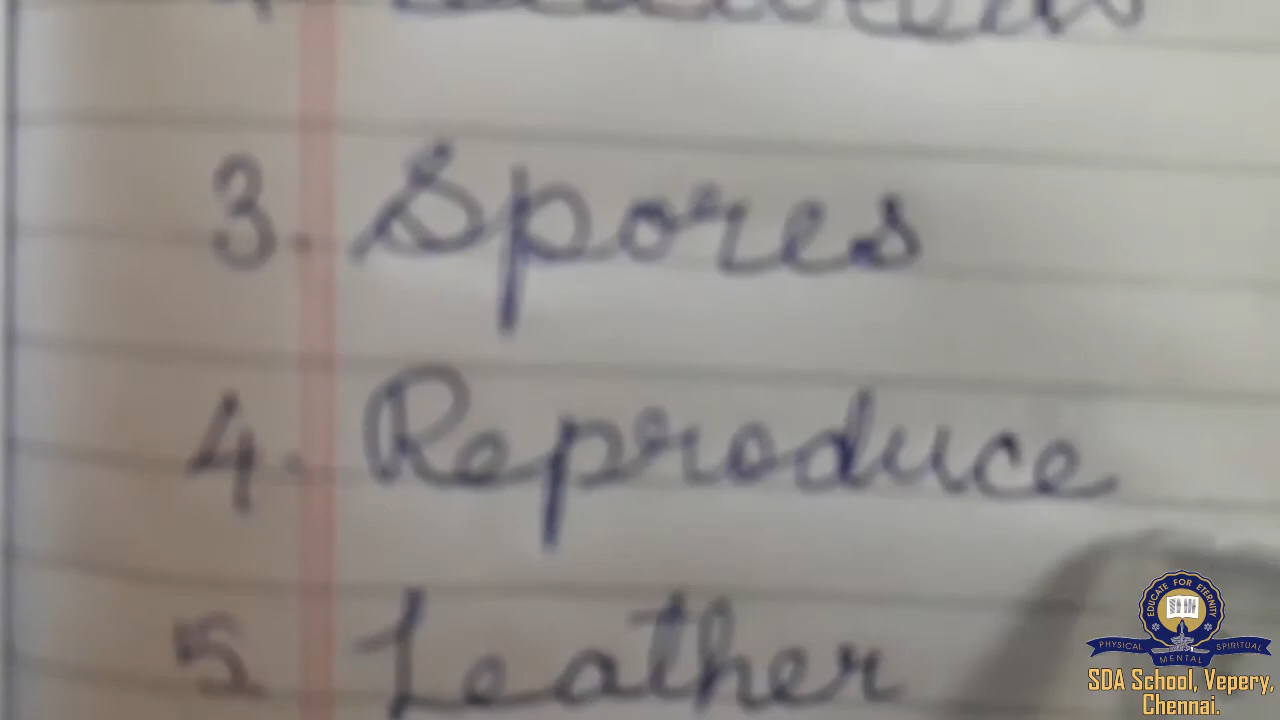 3. Spores
4. Reproduce
5. Leather
EDUCATE FOR ETERNITY
PHYSICAL MENTAL SPIRITUAL
SDA School, Vepery,
Chennai.